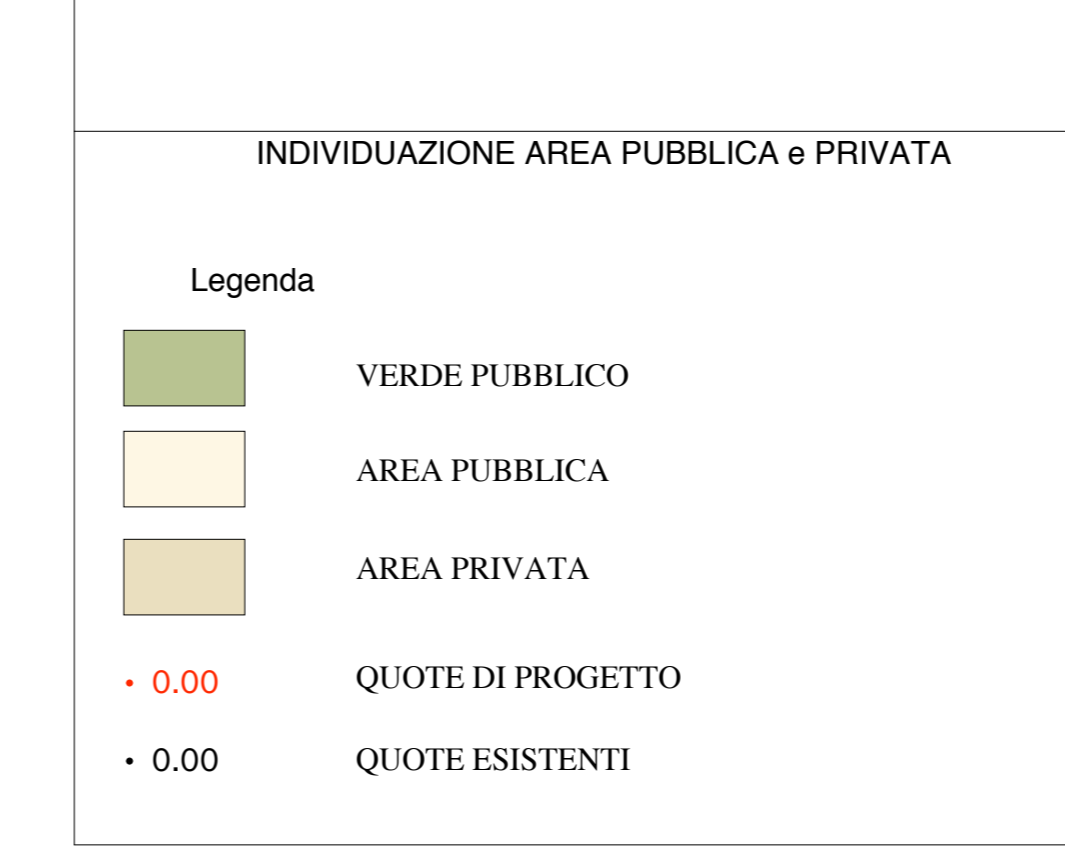 INDIVIDUAZIONE AREA PUBBLICA e PRIVATA
Legenda
VERDE PUBBLICO
AREA PUBBLICA
AREA PRIVATA
• 0.00 QUOTE DI PROGETTO
• 0.00 QUOTE ESISTENTI